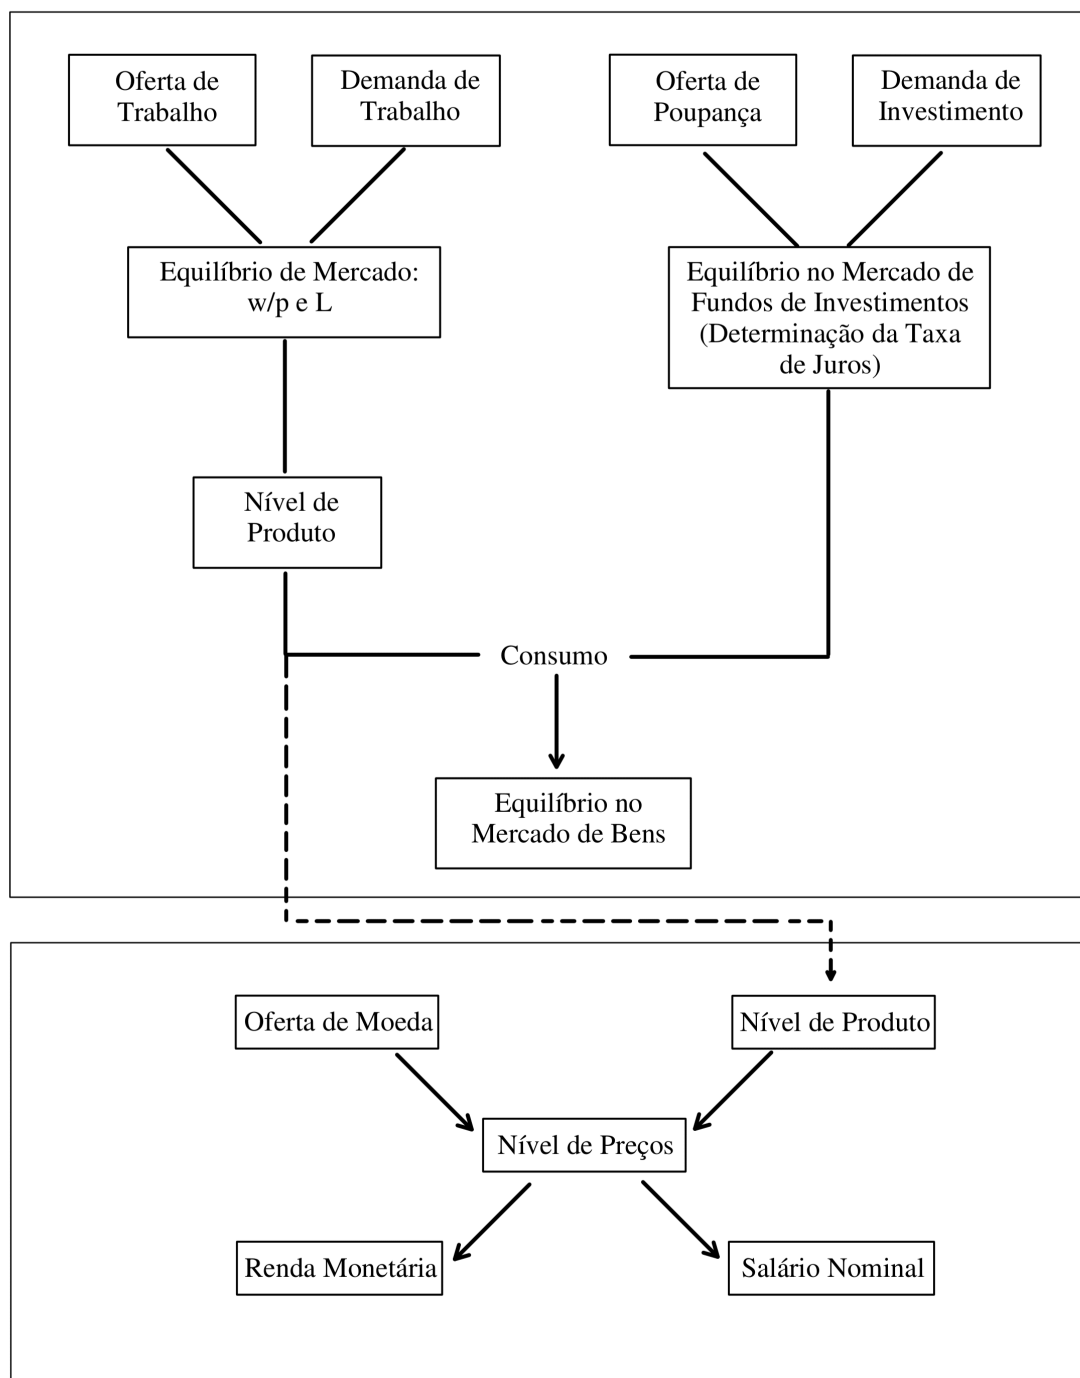 Oferta de
Trabalho
Demanda de
Trabalho
Oferta de
Poupança
Demanda de
Investimento
Equilíbrio de Mercado:
w/p e L
Equilíbrio no Mercado de
Fundos de Investimentos
(Determinação da Taxa
de Juros)
Nível de
Produto
Consumo
Equilíbrio no
Mercado de Bens
Oferta de Moeda
Nível de Produto
Nível de Preços
Renda Monetária
Salário Nominal